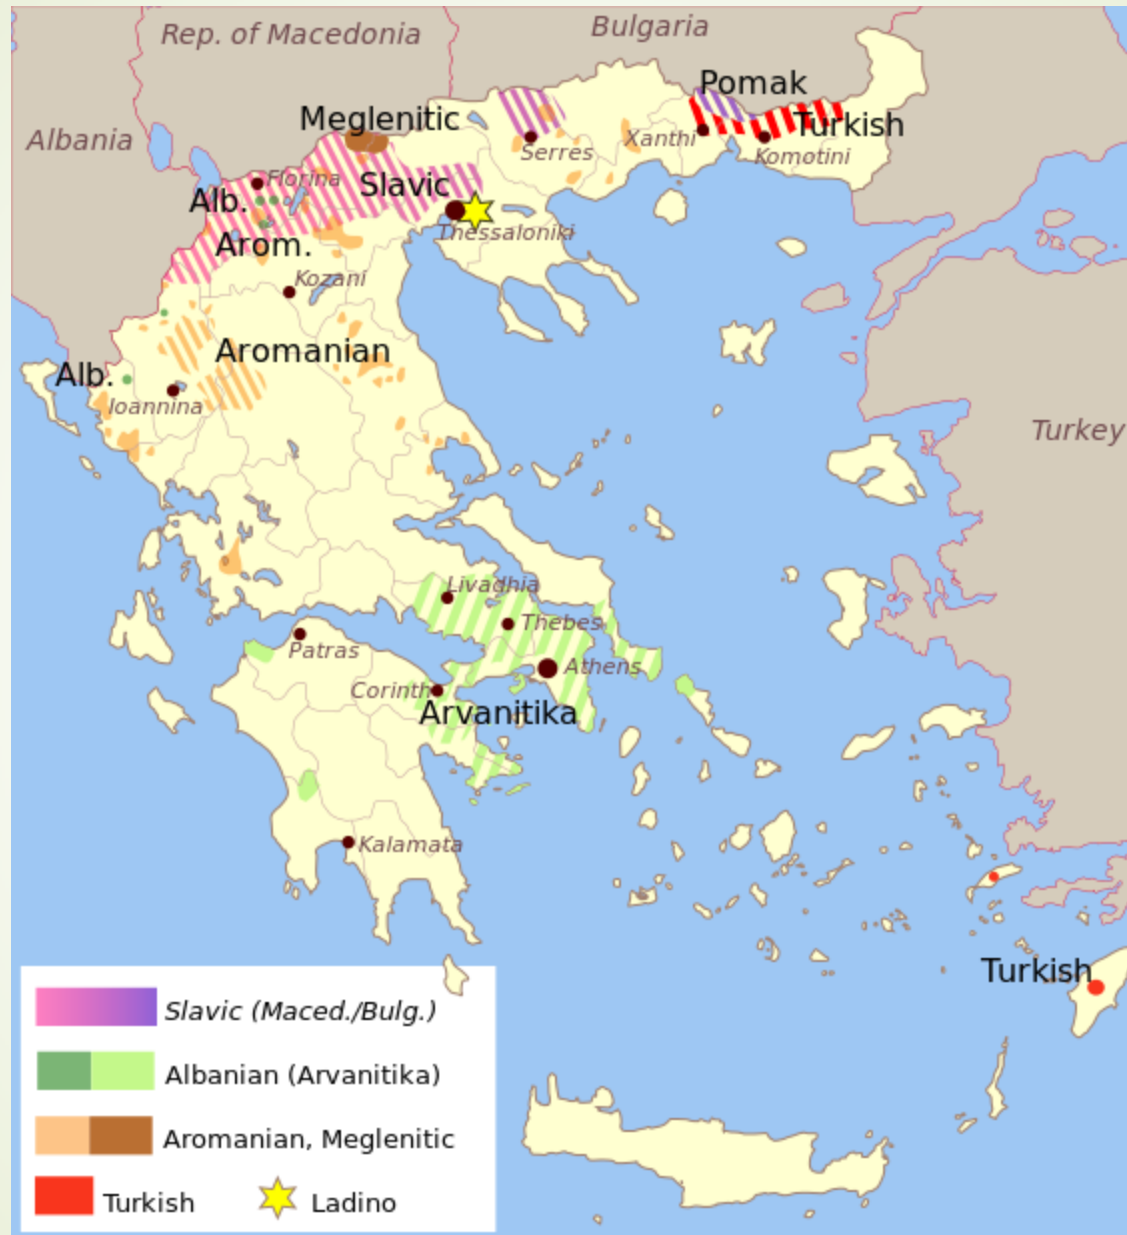 Rep. of Macedonia
Bulgaria
Albania
Meglenitic
Pomak
Turkish
Serres
Xanthi
Komotini
Florina
Slavic
Alb.
Thessaloniki
Arom.
Kozani
Aromanian
Alb.
Ioannina
Turkey
Livadhia
Thebes
Patras
Athens
Corinth
Arvanitika
Kalamata
Turkish
Slavic (Maced./Bulg.)
Albanian (Arvanitika)
Aromanian, Meglenitic
Turkish
Ladino